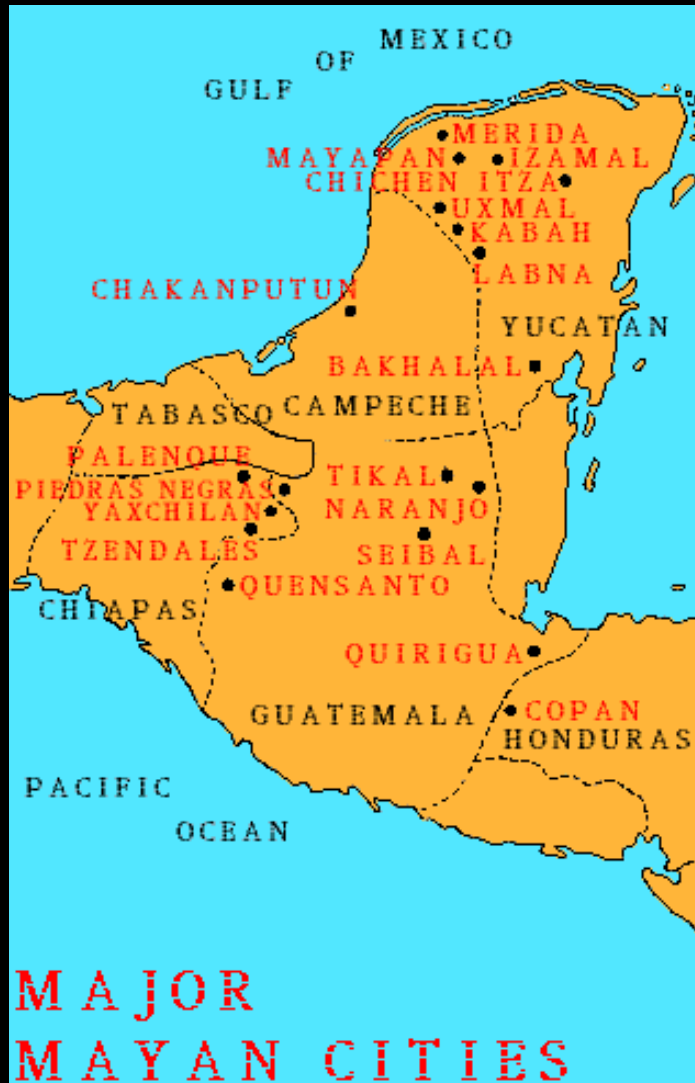 MEXICO
OF
GULF
MERIDA
MAYAPAN
IZAMAL
CHICHEN ITZA
UXMAL
KABAH
LABNA
CHAKANPUTUN
YUCATAN
BAKHALAL
CAMPECHE
TABASCO
PALENQUE
TIKAL
PIEDRAS NEGRAS
NARANJO
YAXCHILAN
TZENDALES
SEIBAL
QUENSANTO
CHIAPAS
QUIRIGUA
GUATEMALA
COPAN
HONDURAS
PACIFIC
OCEAN
MAJOR
MAYAN CITIES